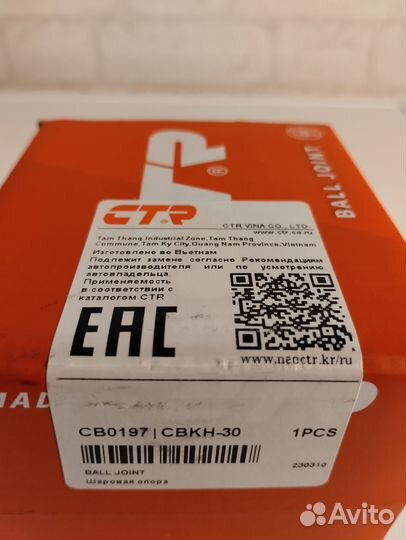 CTR
®
BALL JOINT
CTR
CTR VINA CO., LTD.
www.ctr.co.ru
Tam Thang Industrial Zone,Tam Thang
Commune,Tam Ky City,Quang Nam Province,Vietnam
Изготовлено во Вьетнам
Подлежит замене согласно Рекомендациям
автопроизводителя или по усмотрению
автовладельца
Применяемость
в соответствии с
каталогом CTR
EAC
www.neoctr.kr/ru
MAD
CB0197 | CBKH-30 1PCS
BALL JOINT 230310
Шаровая опора
Avito